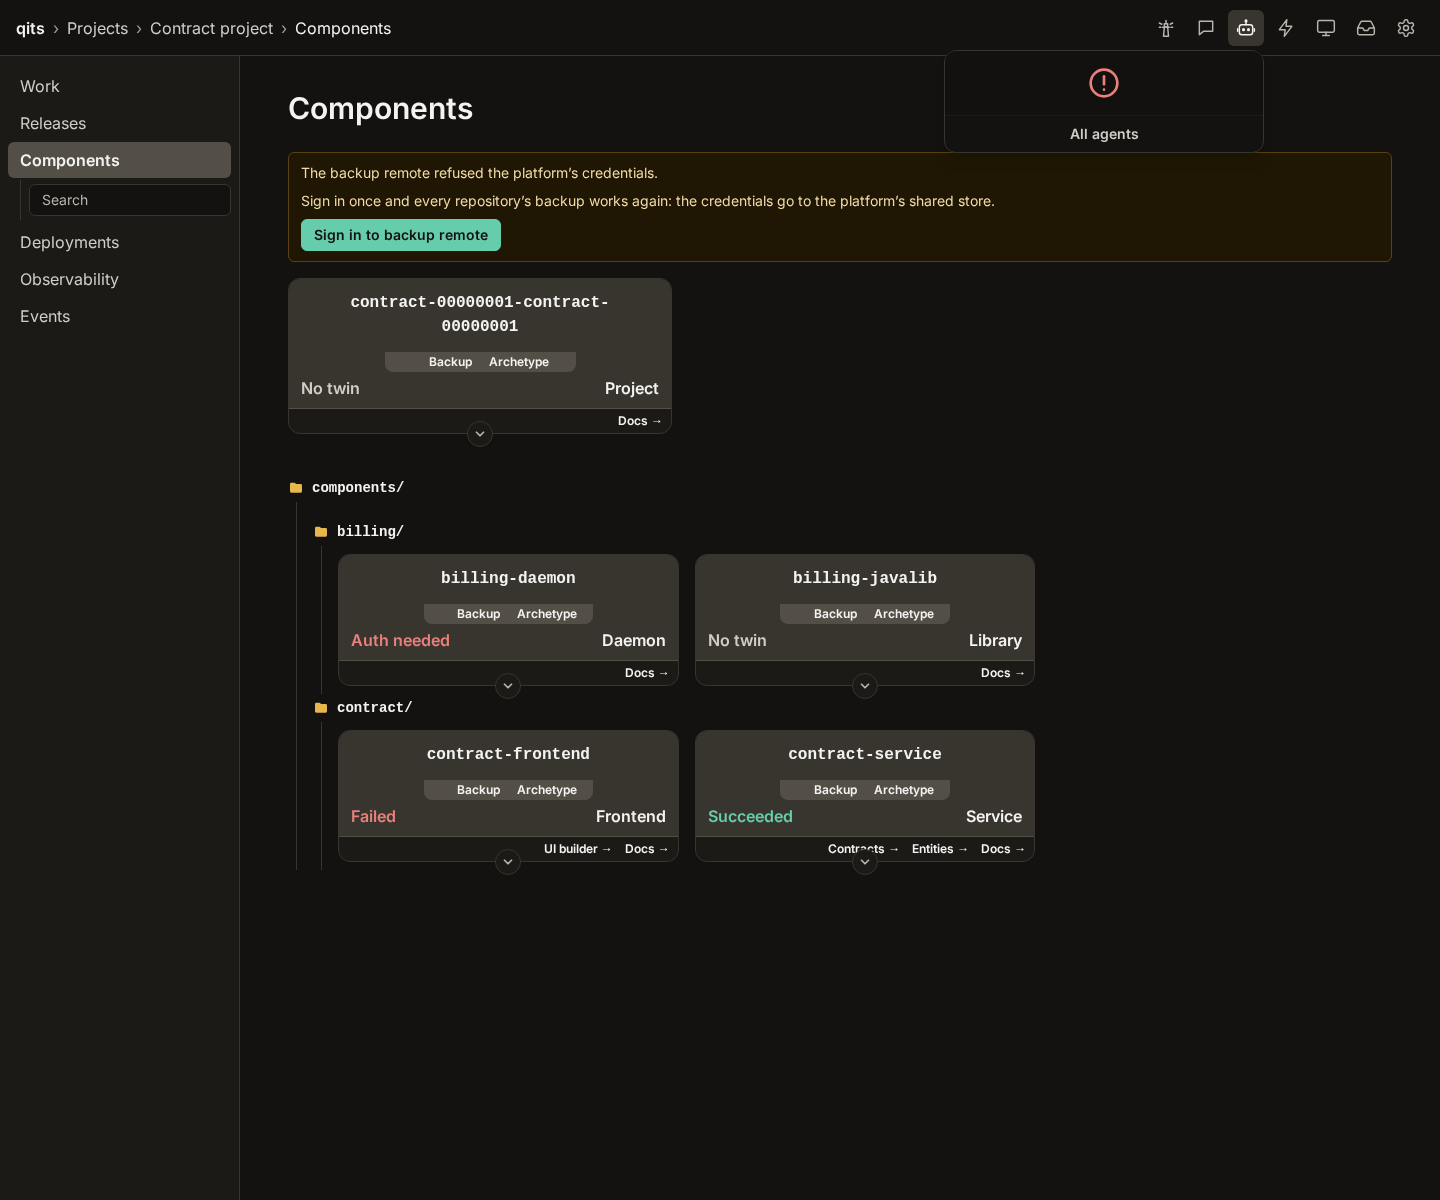 qits › Projects › Contract project › Components
Work
Releases
Components
Search
Deployments
Observability
Events
All agents
Components
The backup remote refused the platform’s credentials.
Sign in once and every repository’s backup works again: the credentials go to the platform’s shared store.
Sign in to backup remote
contract-00000001-contract-
00000001
Backup Archetype
No twin Project
Docs →
components/
billing/
billing-daemon
Backup Archetype
Auth needed Daemon
Docs →
billing-javalib
Backup Archetype
No twin Library
Docs →
contract/
contract-frontend
Backup Archetype
Failed Frontend
UI builder → Docs →
contract-service
Backup Archetype
Succeeded Service
Contracts → Entities → Docs →